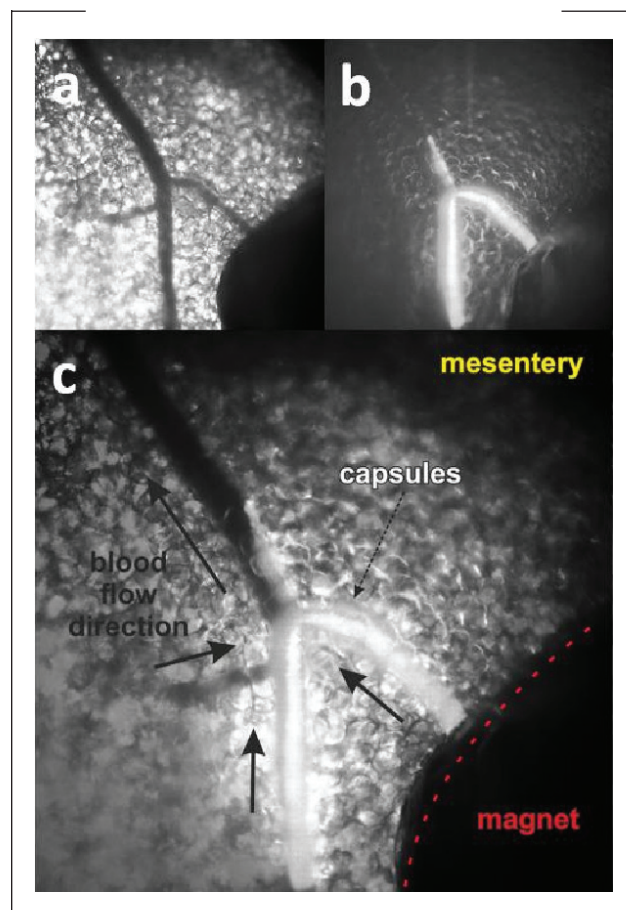 a
b
c
mesentery
capsules
blood
flow
direction
magnet